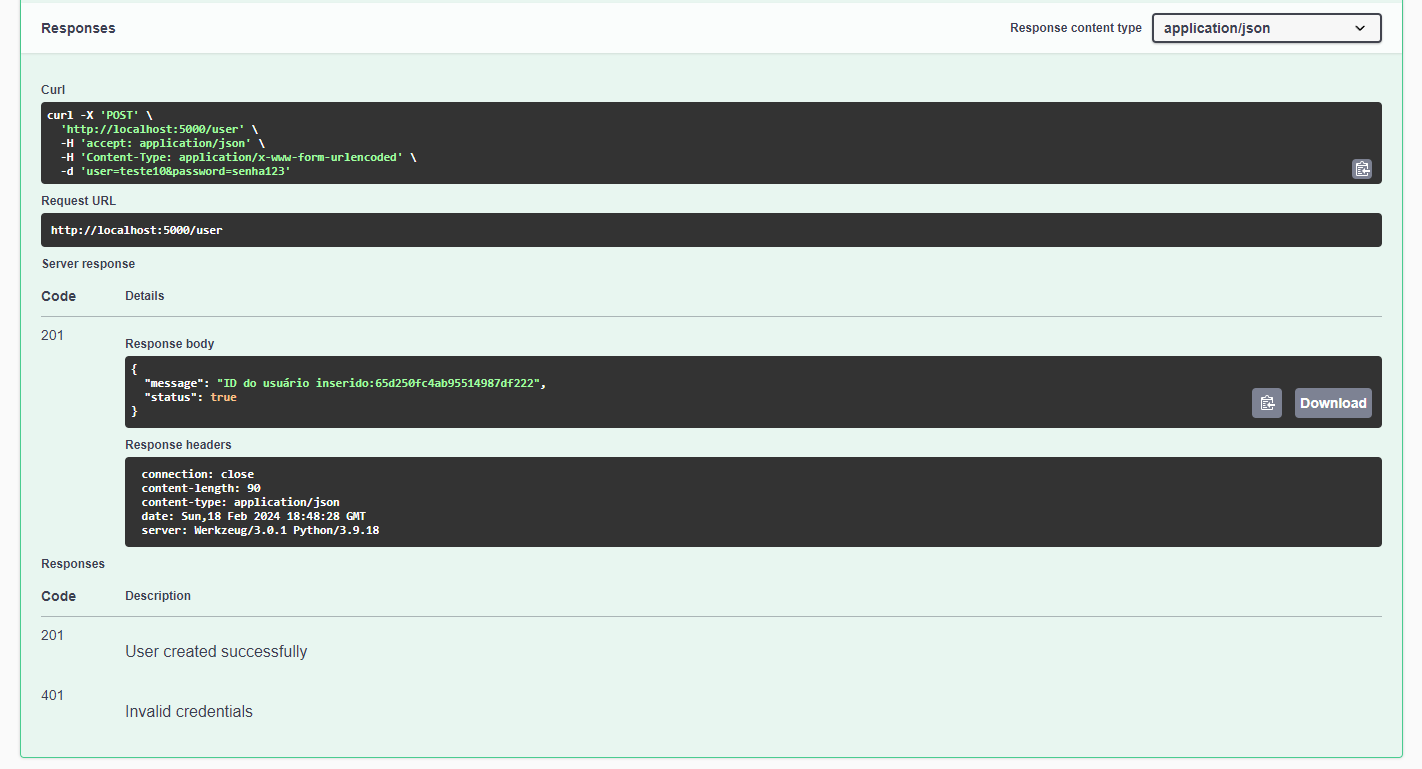 Responses
Response content type
application/json
Curl
curl -X 'POST' \
'http://localhost:5000/user' \
-H 'accept: application/json' \
-H 'Content-Type: application/x-www-form-urlencoded' \
-d 'user=teste10&password=senha123'
Request URL
http://localhost:5000/user
Server response
Code Details
201
Response body
{
"message": "ID do usuário inserido:65d250fc4ab95514987df222",
"status": true
}
Download
Response headers
connection: close
content-length: 90
content-type: application/json
date: Sun,18 Feb 2024 18:48:28 GMT
server: Werkzeug/3.0.1 Python/3.9.18
Responses
Code Description
201
User created successfully
401
Invalid credentials